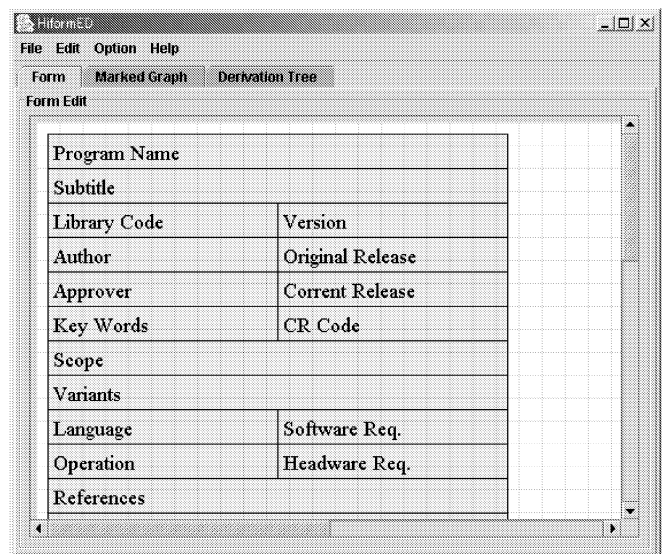 HiformED
File Edit Option Help
Form Marked Graph Derivation Tree
Form Edit
Program Name
Subtitle
Library Code Version
Author Original Release
Approver Corrent Release
Key Words CR Code
Scope
Variants
Language Software Req.
Operation Headware Req.
References